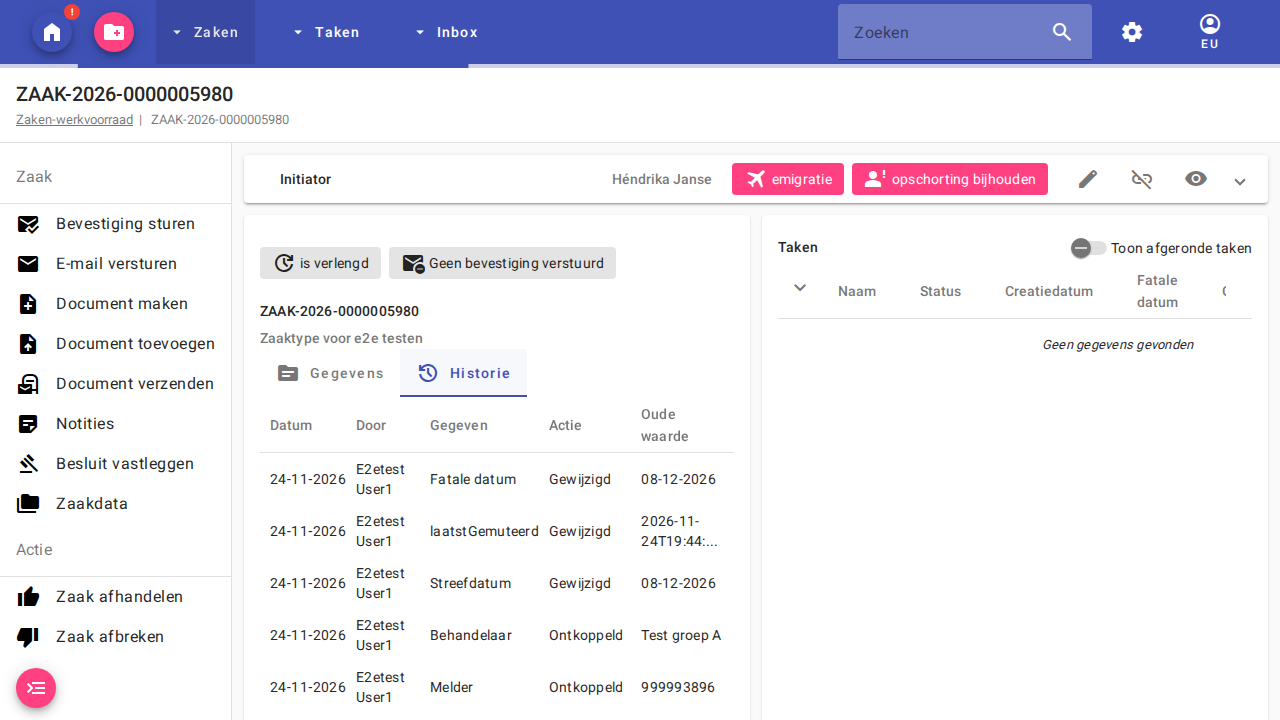 !
Zaken
Taken
Inbox
Zoeken
EU
ZAAK-2026-0000005980
Zaken-werkvoorraad | ZAAK-2026-0000005980
Zaak
Bevestiging sturen
E-mail versturen
Document maken
Document toevoegen
Document verzenden
Notities
Besluit vastleggen
Zaakdata
Actie
Zaak afhandelen
Zaak afbreken
Initiator
Héndrika Janse
emigratie
opschorting bijhouden
is verlengd
Geen bevestiging verstuurd
ZAAK-2026-0000005980
Zaaktype voor e2e testen
Gegevens
Historie
Datum Door Gegeven Actie Oude waarde
24-11-2026 E2etest User1 Fatale datum Gewijzigd 08-12-2026
24-11-2026 E2etest User1 laatstGemuteerd Gewijzigd 2026-11-24T19:44:...
24-11-2026 E2etest User1 Streefdatum Gewijzigd 08-12-2026
24-11-2026 E2etest User1 Behandelaar Ontkoppeld Test groep A
24-11-2026 E2etest User1 Melder Ontkoppeld 999993896
Taken
Toon afgeronde taken
Naam Status Creatiedatum Fatale datum
Geen gegevens gevonden